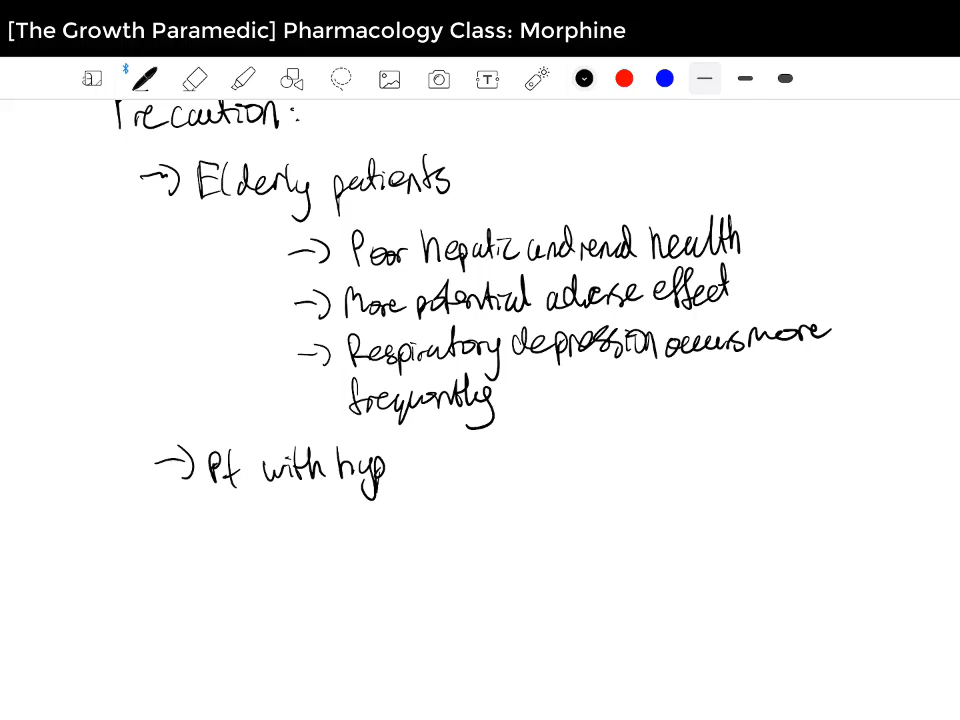 [The Growth Paramedic] Pharmacology Class: Morphine
Precaution:
→ Elderly patients
→ Poor hepatic and renal health
→ More potential adverse effect
→ Respiratory depression occurs more
frequently
→ Pt with hyp